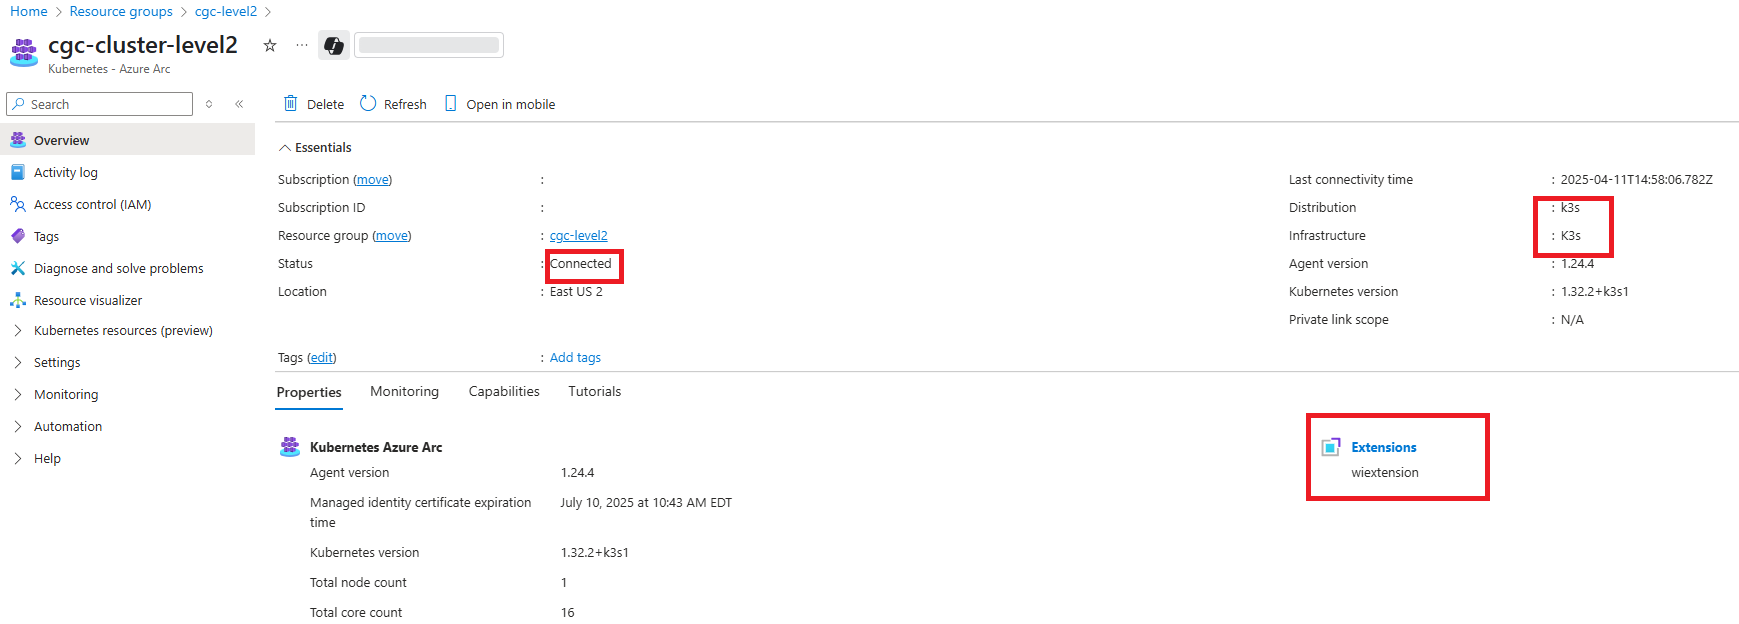 Home > Resource groups > cgc-level2 >
cgc-cluster-level2
Kubernetes - Azure Arc
Search
Delete Refresh Open in mobile
Overview
Activity log
Access control (IAM)
Tags
Diagnose and solve problems
Resource visualizer
Kubernetes resources (preview)
Settings
Monitoring
Automation
Help
Essentials
Subscription (move) :
Subscription ID :
Resource group (move) : cgc-level2
Status : Connected
Location : East US 2
Last connectivity time : 2025-04-11T14:58:06.782Z
Distribution : k3s
Infrastructure : K3s
Agent version : 1.24.4
Kubernetes version : 1.32.2+k3s1
Private link scope : N/A
Tags (edit) : Add tags
Properties Monitoring Capabilities Tutorials
Kubernetes Azure Arc
Agent version 1.24.4
Managed identity certificate expiration July 10, 2025 at 10:43 AM EDT
time
Kubernetes version 1.32.2+k3s1
Total node count 1
Total core count 16
Extensions
wiextension